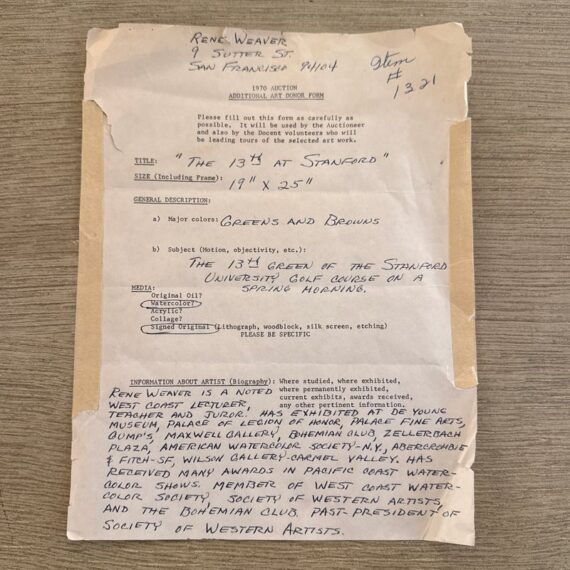 RENE WEAVER
9 SUTTER ST.
SAN FRANCISCO 94104
Item
#
1321
1970 AUCTION
ADDITIONAL ART DONOR FORM
Please fill out this form as carefully as
possible. It will be used by the Auctioneer
and also by the Docent volunteers who will
be leading tours of the selected art work.
TITLE: "THE 13th AT STANFORD"
SIZE (Including Frame): 19" X 25"
GENERAL DESCRIPTION:
a) Major colors: GREENS AND BROWNS
b) Subject (Motion, objectivity, etc.):
THE 13th GREEN OF THE STANFORD
UNIVERSITY GOLF COURSE ON A
SPRING MORNING.
MEDIA:
Original Oil?
Watercolor?
Acrylic?
Collage?
Signed Original (Lithograph, woodblock, silk screen, etching)
PLEASE BE SPECIFIC
INFORMATION ABOUT ARTIST (Biography): Where studied, where exhibited,
where permanently exhibited,
current exhibits, awards received,
any other pertinent information.
RENE WEAVER IS A NOTED
WEST COAST LECTURER,
TEACHER AND JUROR. HAS EXHIBITED AT DE YOUNG
MUSEUM, PALACE OF LEGION OF HONOR, PALACE FINE ARTS,
GUMP'S, MAXWELL GALLERY, BOHEMIAN CLUB, ZELLERBACH
PLAZA, AMERICAN WATERCOLOR SOCIETY-N.Y., ABERCROMBIE
& FITCH-SF, WILSON GALLERY-CARMEL VALLEY. HAS
RECEIVED MANY AWARDS IN PACIFIC COAST WATER-
COLOR SHOWS. MEMBER OF WEST COAST WATER-
COLOR SOCIETY, SOCIETY OF WESTERN ARTISTS,
AND THE BOHEMIAN CLUB. PAST-PRESIDENT OF
SOCIETY OF WESTERN ARTISTS.